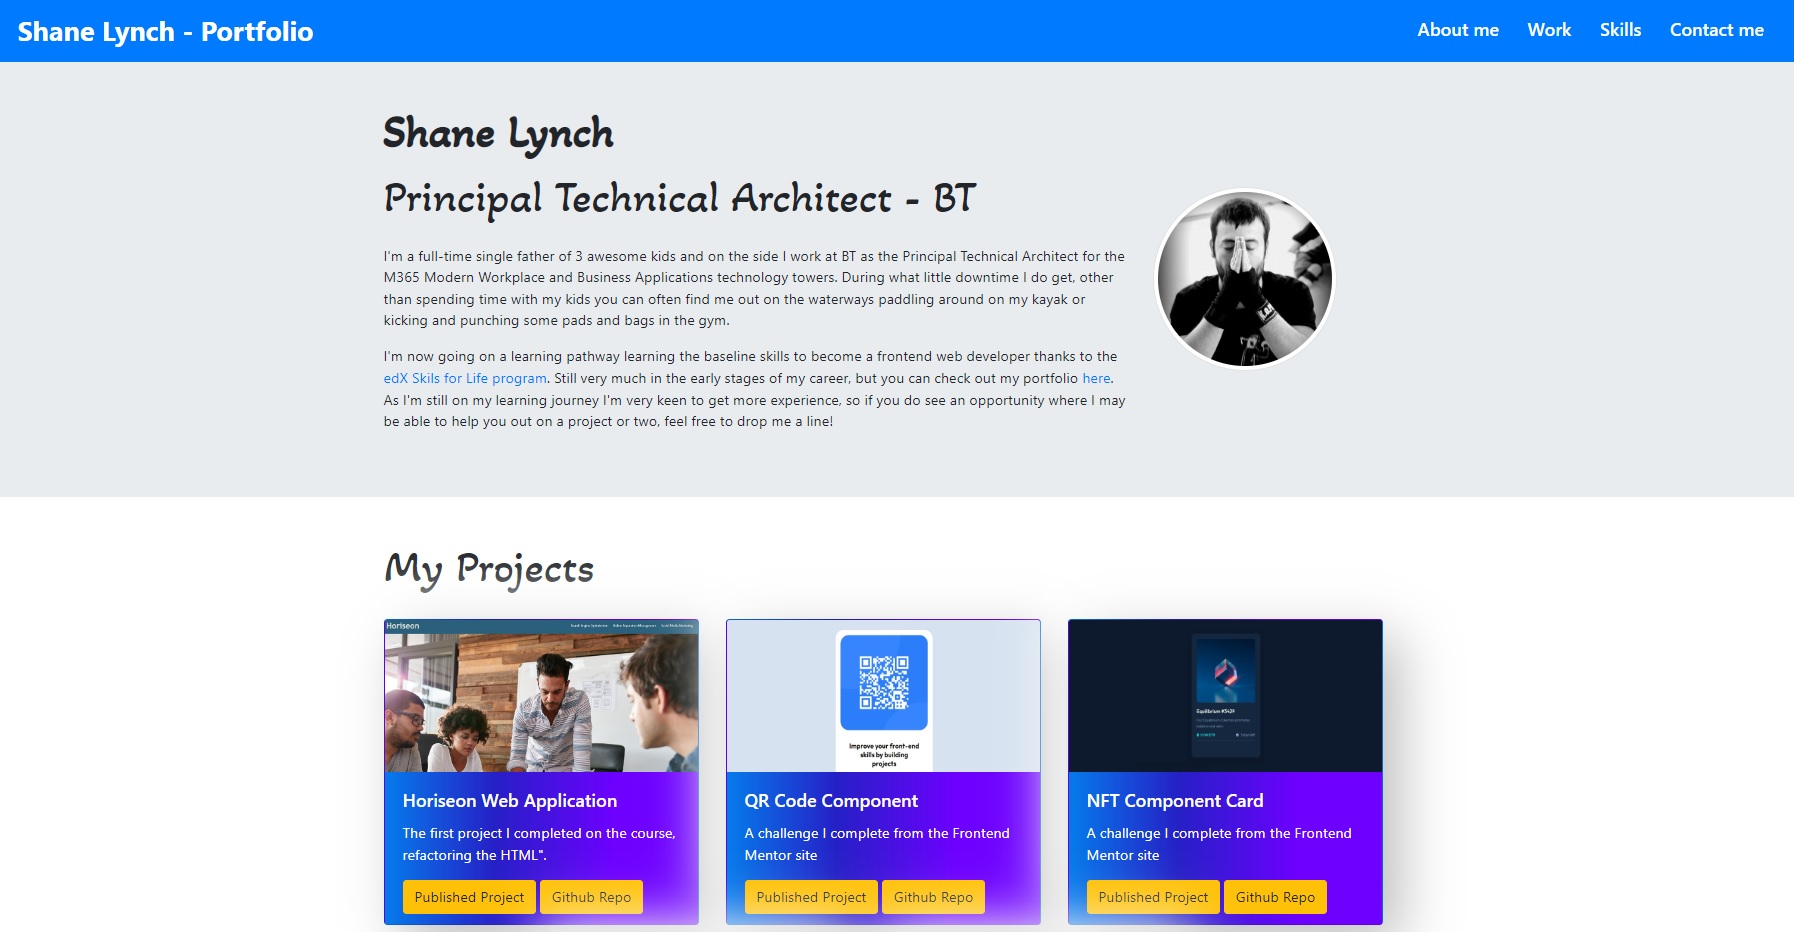 Shane Lynch - Portfolio
About me Work Skills Contact me
Shane Lynch
Principal Technical Architect - BT
I'm a full-time single father of 3 awesome kids and on the side I work at BT as the Principal Technical Architect for the
M365 Modern Workplace and Business Applications technology towers. During what little downtime I do get, other
than spending time with my kids you can often find me out on the waterways paddling around on my kayak or
kicking and punching some pads and bags in the gym.
I'm now going on a learning pathway learning the baseline skills to become a frontend web developer thanks to the
edX Skils for Life program. Still very much in the early stages of my career, but you can check out my portfolio here.
As I'm still on my learning journey I'm very keen to get more experience, so if you do see an opportunity where I may
be able to help you out on a project or two, feel free to drop me a line!
My Projects
Horiseon
Horiseon Web Application
The first project I completed on the course,
refactoring the HTML".
Published Project Github Repo
Improve your front-end
skills by building
projects
QR Code Component
A challenge I complete from the Frontend
Mentor site
Published Project Github Repo
Equilibrium #3429
NFT Component Card
A challenge I complete from the Frontend
Mentor site
Published Project Github Repo